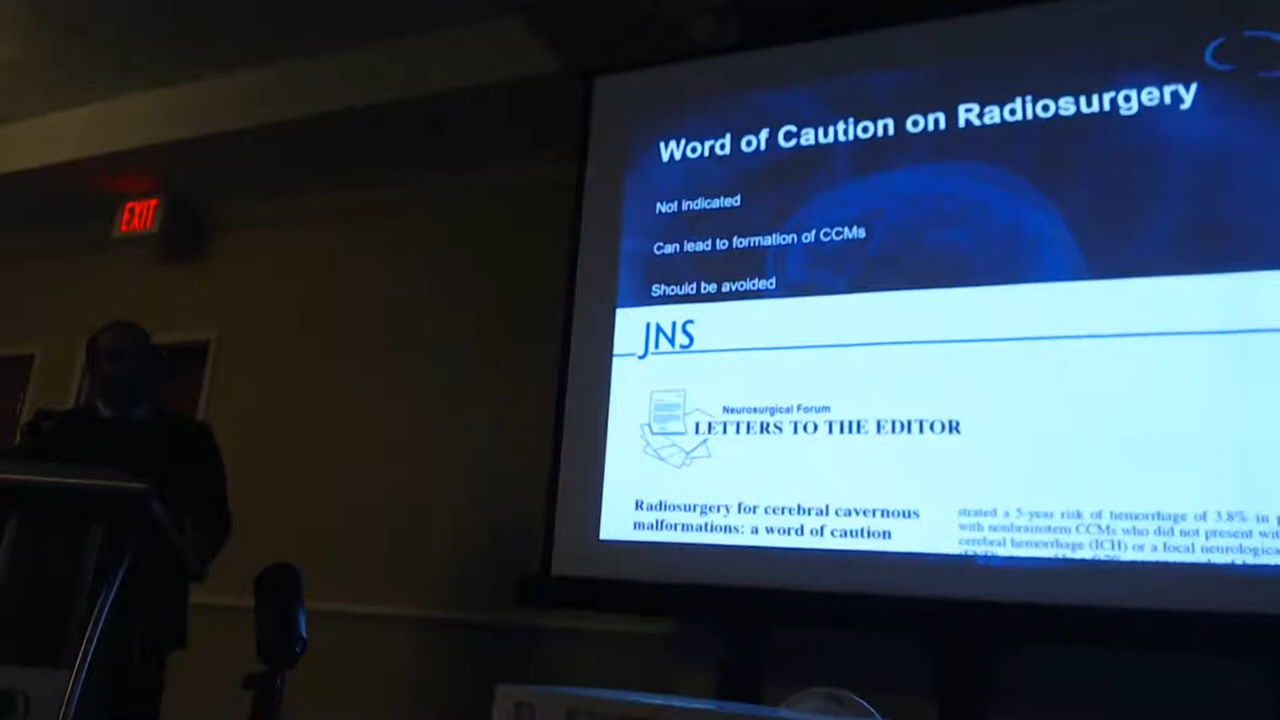 EXIT
Word of Caution on Radiosurgery
Not indicated
Can lead to formation of CCMs
Should be avoided
JNS
Neurosurgical Forum
LETTERS TO THE EDITOR
Radiosurgery for cerebral cavernous
malformations: a word of caution
strated a 5-year risk of hemorrhage of 3.8% in
with nonbrainstem CCMs who did not present
cerebral hemorrhage (ICH) or a focal